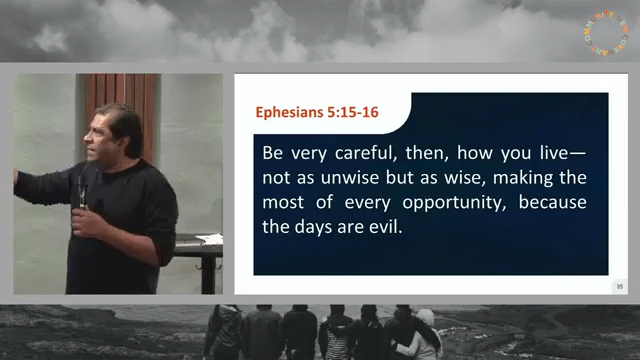 Ephesians 5:15-16
Be very careful, then, how you live—
not as unwise but as wise, making the
most of every opportunity, because
the days are evil.
35